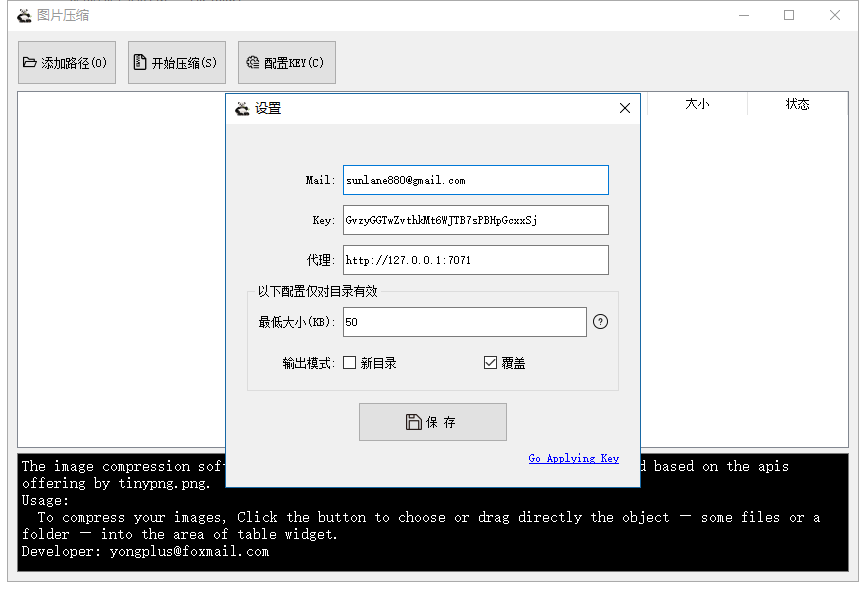 图片压缩
添加路径(O) 开始压缩(S) 配置KEY(C)
大小 状态
设置
Mail: sunlane880@gmail.com
Key: GvzyGGTwZvthkMt6WJTB7sPBHpGcxxSj
代理: http://127.0.0.1:7071
以下配置仅对目录有效
最低大小(KB): 50 ?
输出模式: 新目录 覆盖
保 存
Go Applying Key
The image compression sof d based on the apis
offering by tinypng.png.
Usage:
To compress your images, Click the button to choose or drag directly the object — some files or a
folder — into the area of table widget.
Developer: yongplus@foxmail.com